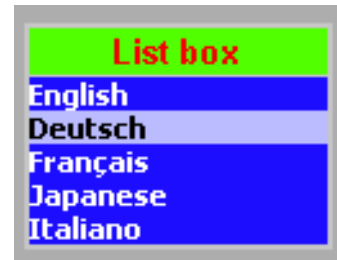 List box
English
Deutsch
Français
Japanese
Italiano